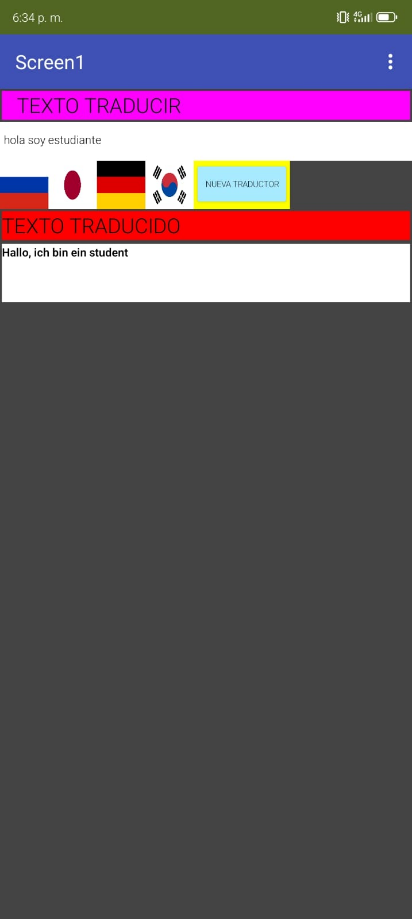 6:34 p. m.
4G
Screen1
TEXTO TRADUCIR
hola soy estudiante
NUEVA TRADUCTOR
TEXTO TRADUCIDO
Hallo, ich bin ein student